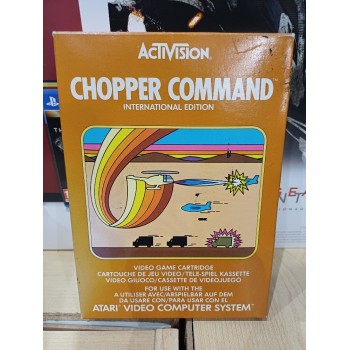 ACTIVISION
CHOPPER COMMAND™
INTERNATIONAL EDITION
VIDEO GAME CARTRIDGE
CARTOUCHE DE JEU VIDEO/TELE-SPIEL KASSETTE
VIDEO GIUOCO/CASSETTE DE VIDEOJUEGO
FOR USE WITH THE
A UTILISER AVEC/ABSPIELBAR AUF DEM
DA USARE CON/PARA USAR CON EL
ATARI® VIDEO COMPUTER SYSTEM™